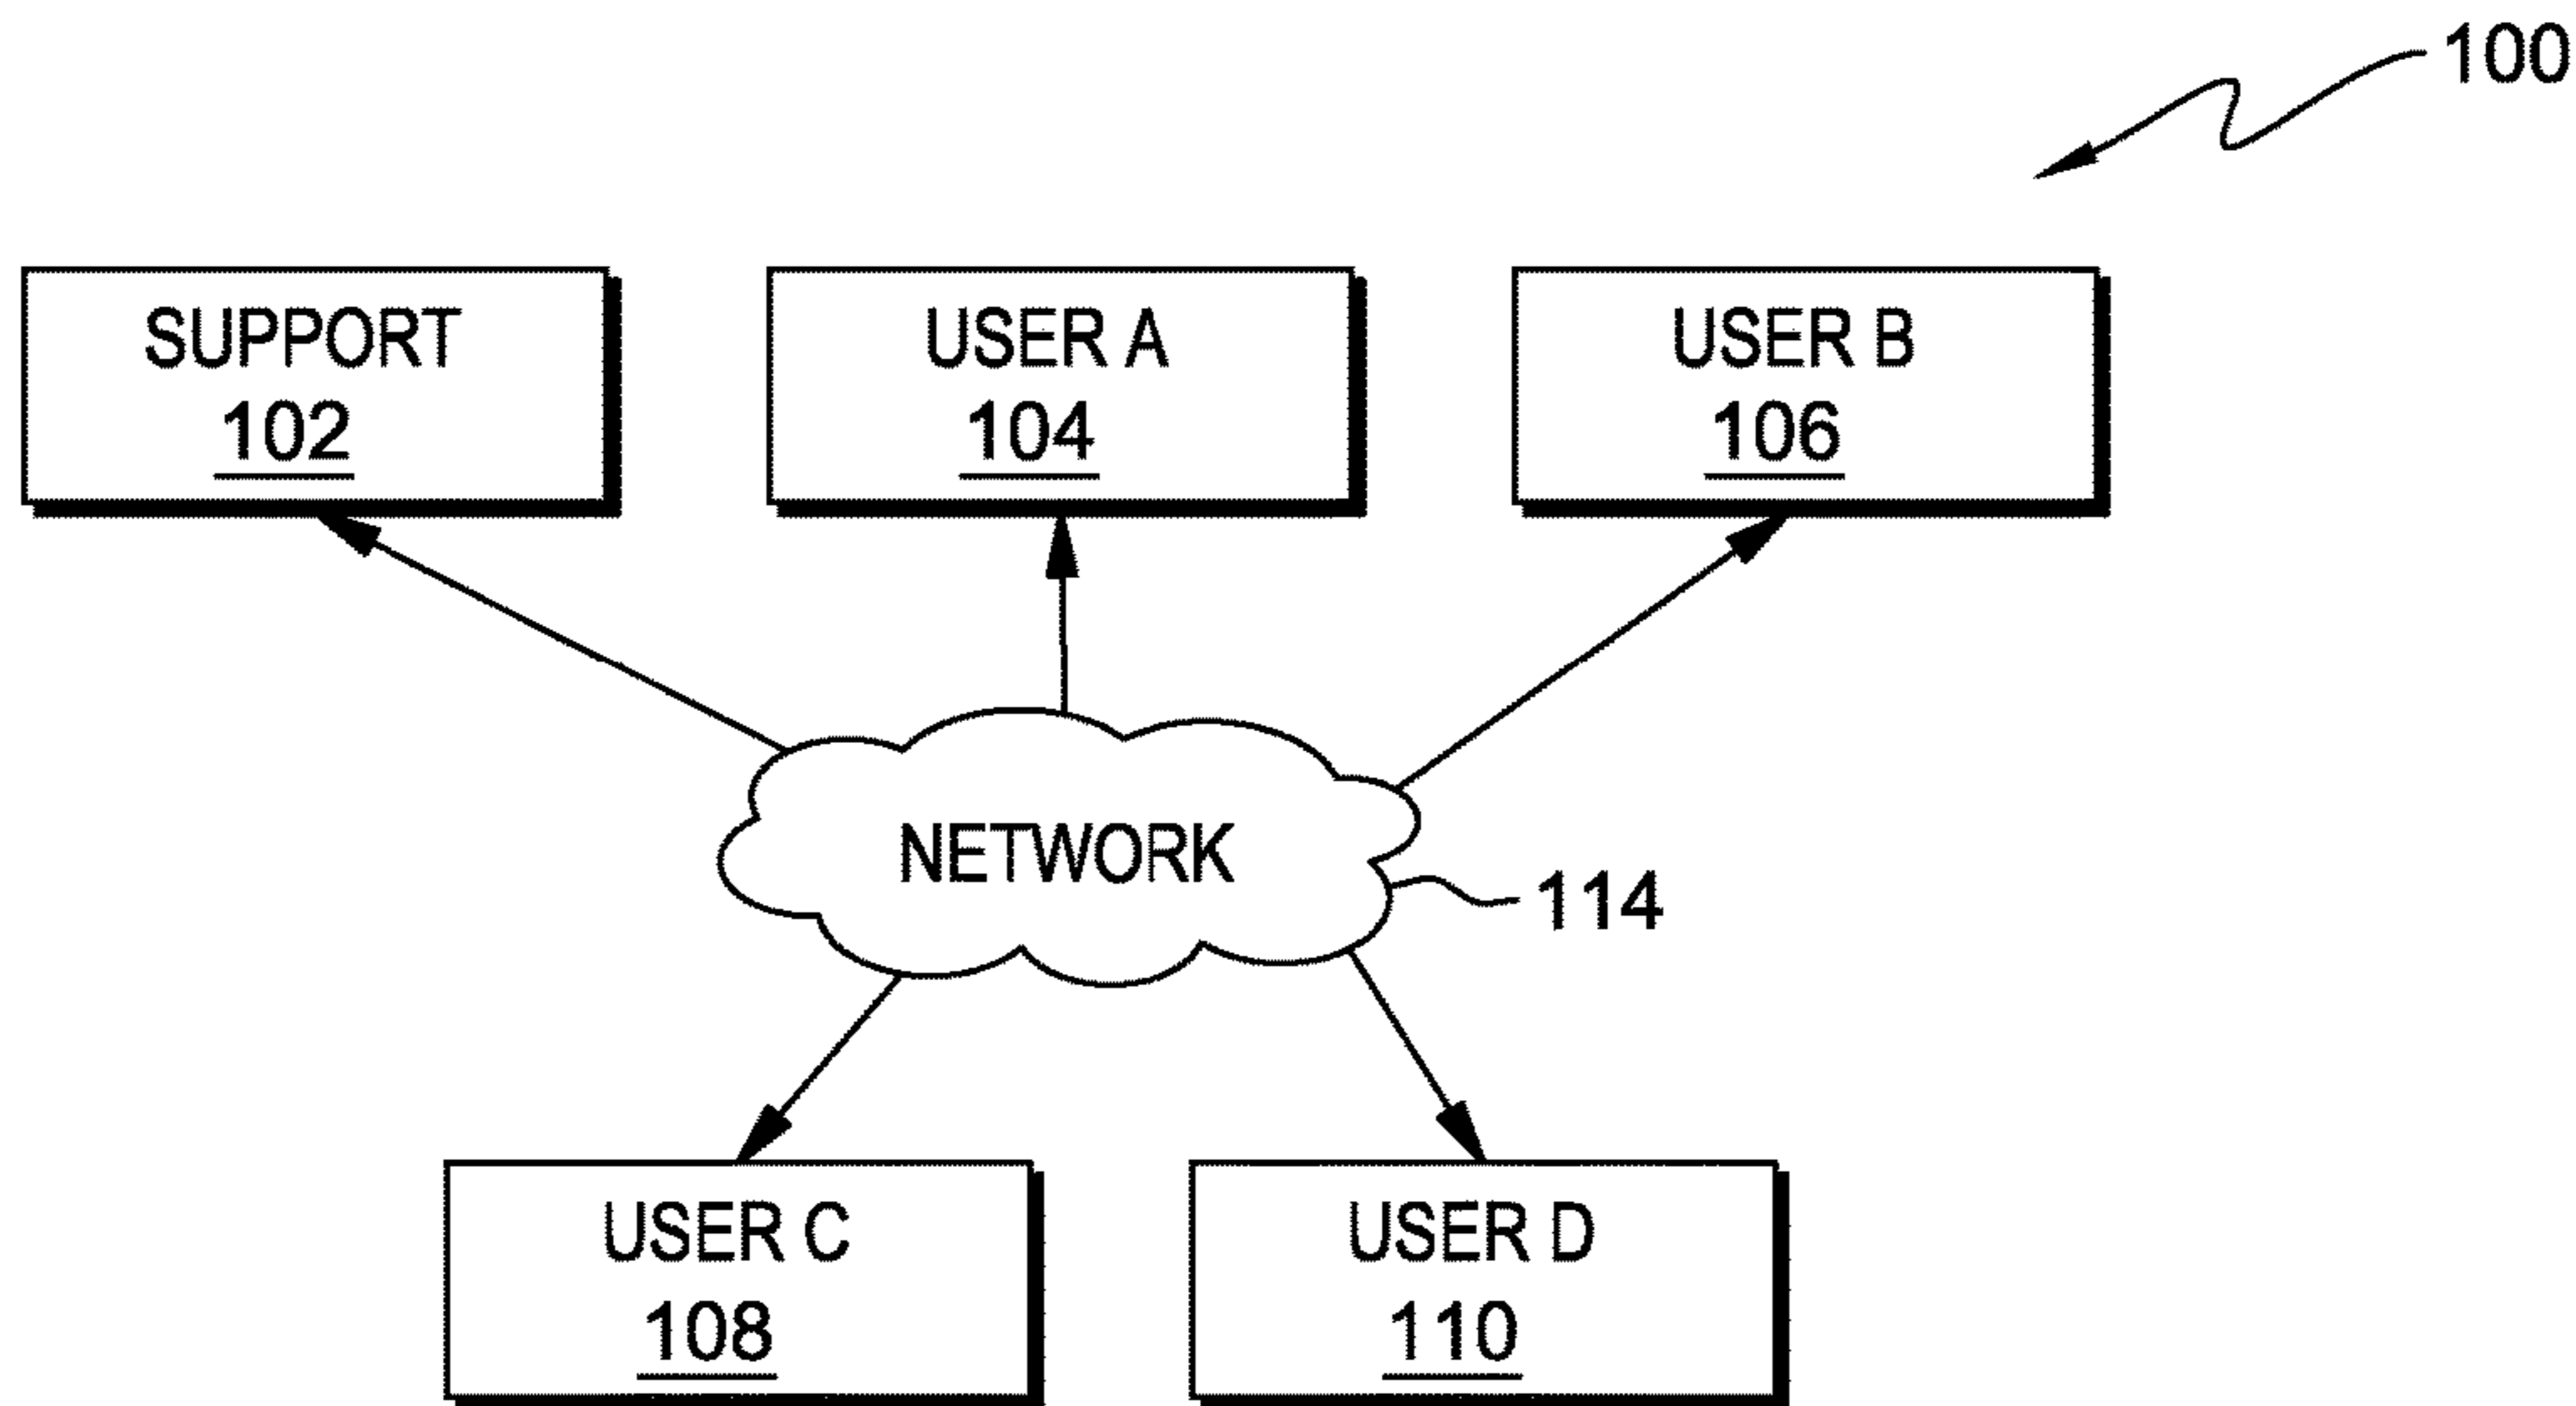 100
SUPPORT
102
USER A
104
USER B
106
NETWORK
114
USER C
108
USER D
110